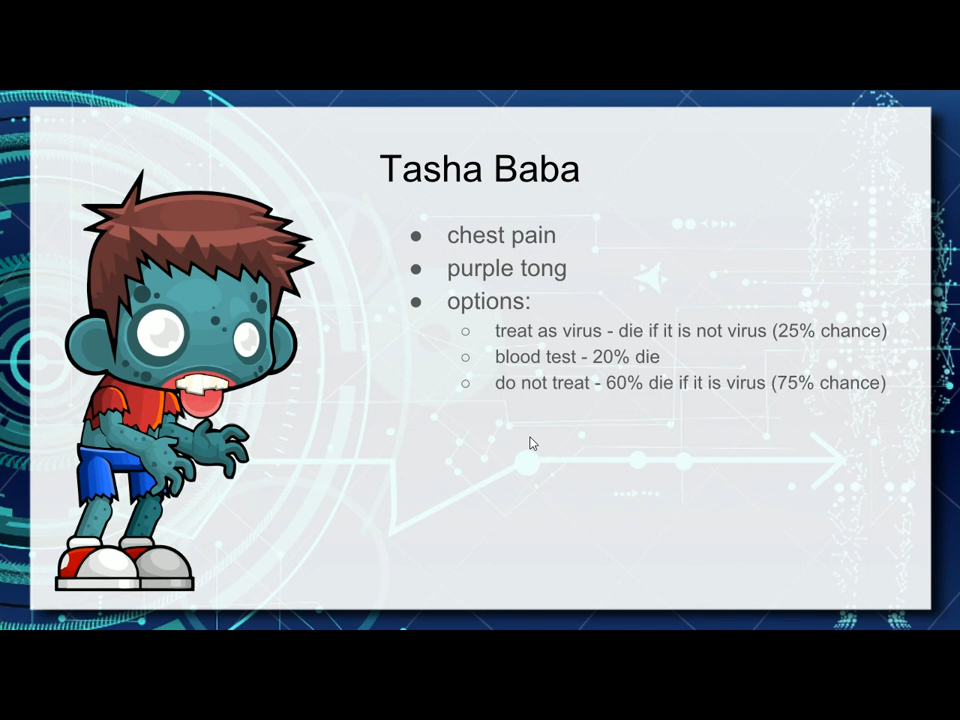 Tasha Baba
● chest pain
● purple tong
● options:
○ treat as virus - die if it is not virus (25% chance)
○ blood test - 20% die
○ do not treat - 60% die if it is virus (75% chance)